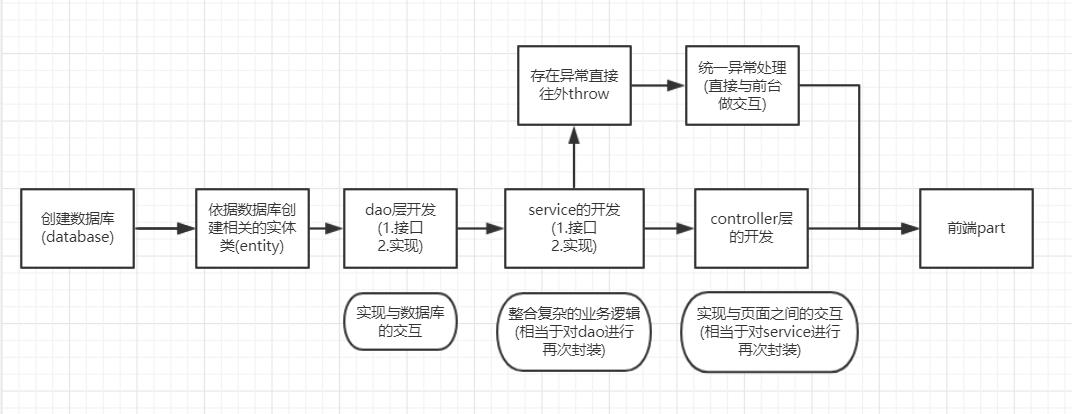 存在异常直接
往外throw
统一异常处理
(直接与前台
做交互)
创建数据库
(database)
依据数据库创
建相关的实体
类(entity)
dao层开发
(1.接口
2.实现)
service的开发
(1.接口
2.实现)
controller层
的开发
前端part
实现与数据库
的交互
整合复杂的业务逻辑
(相当于对dao进行
再次封装)
实现与页面之间的交互
(相当于对service进行
再次封装)